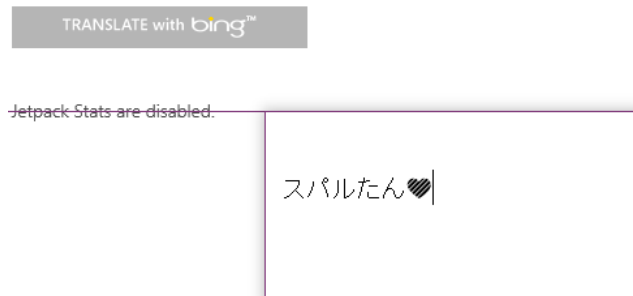 TRANSLATE with bing™
Jetpack Stats are disabled.
スパルたん♥